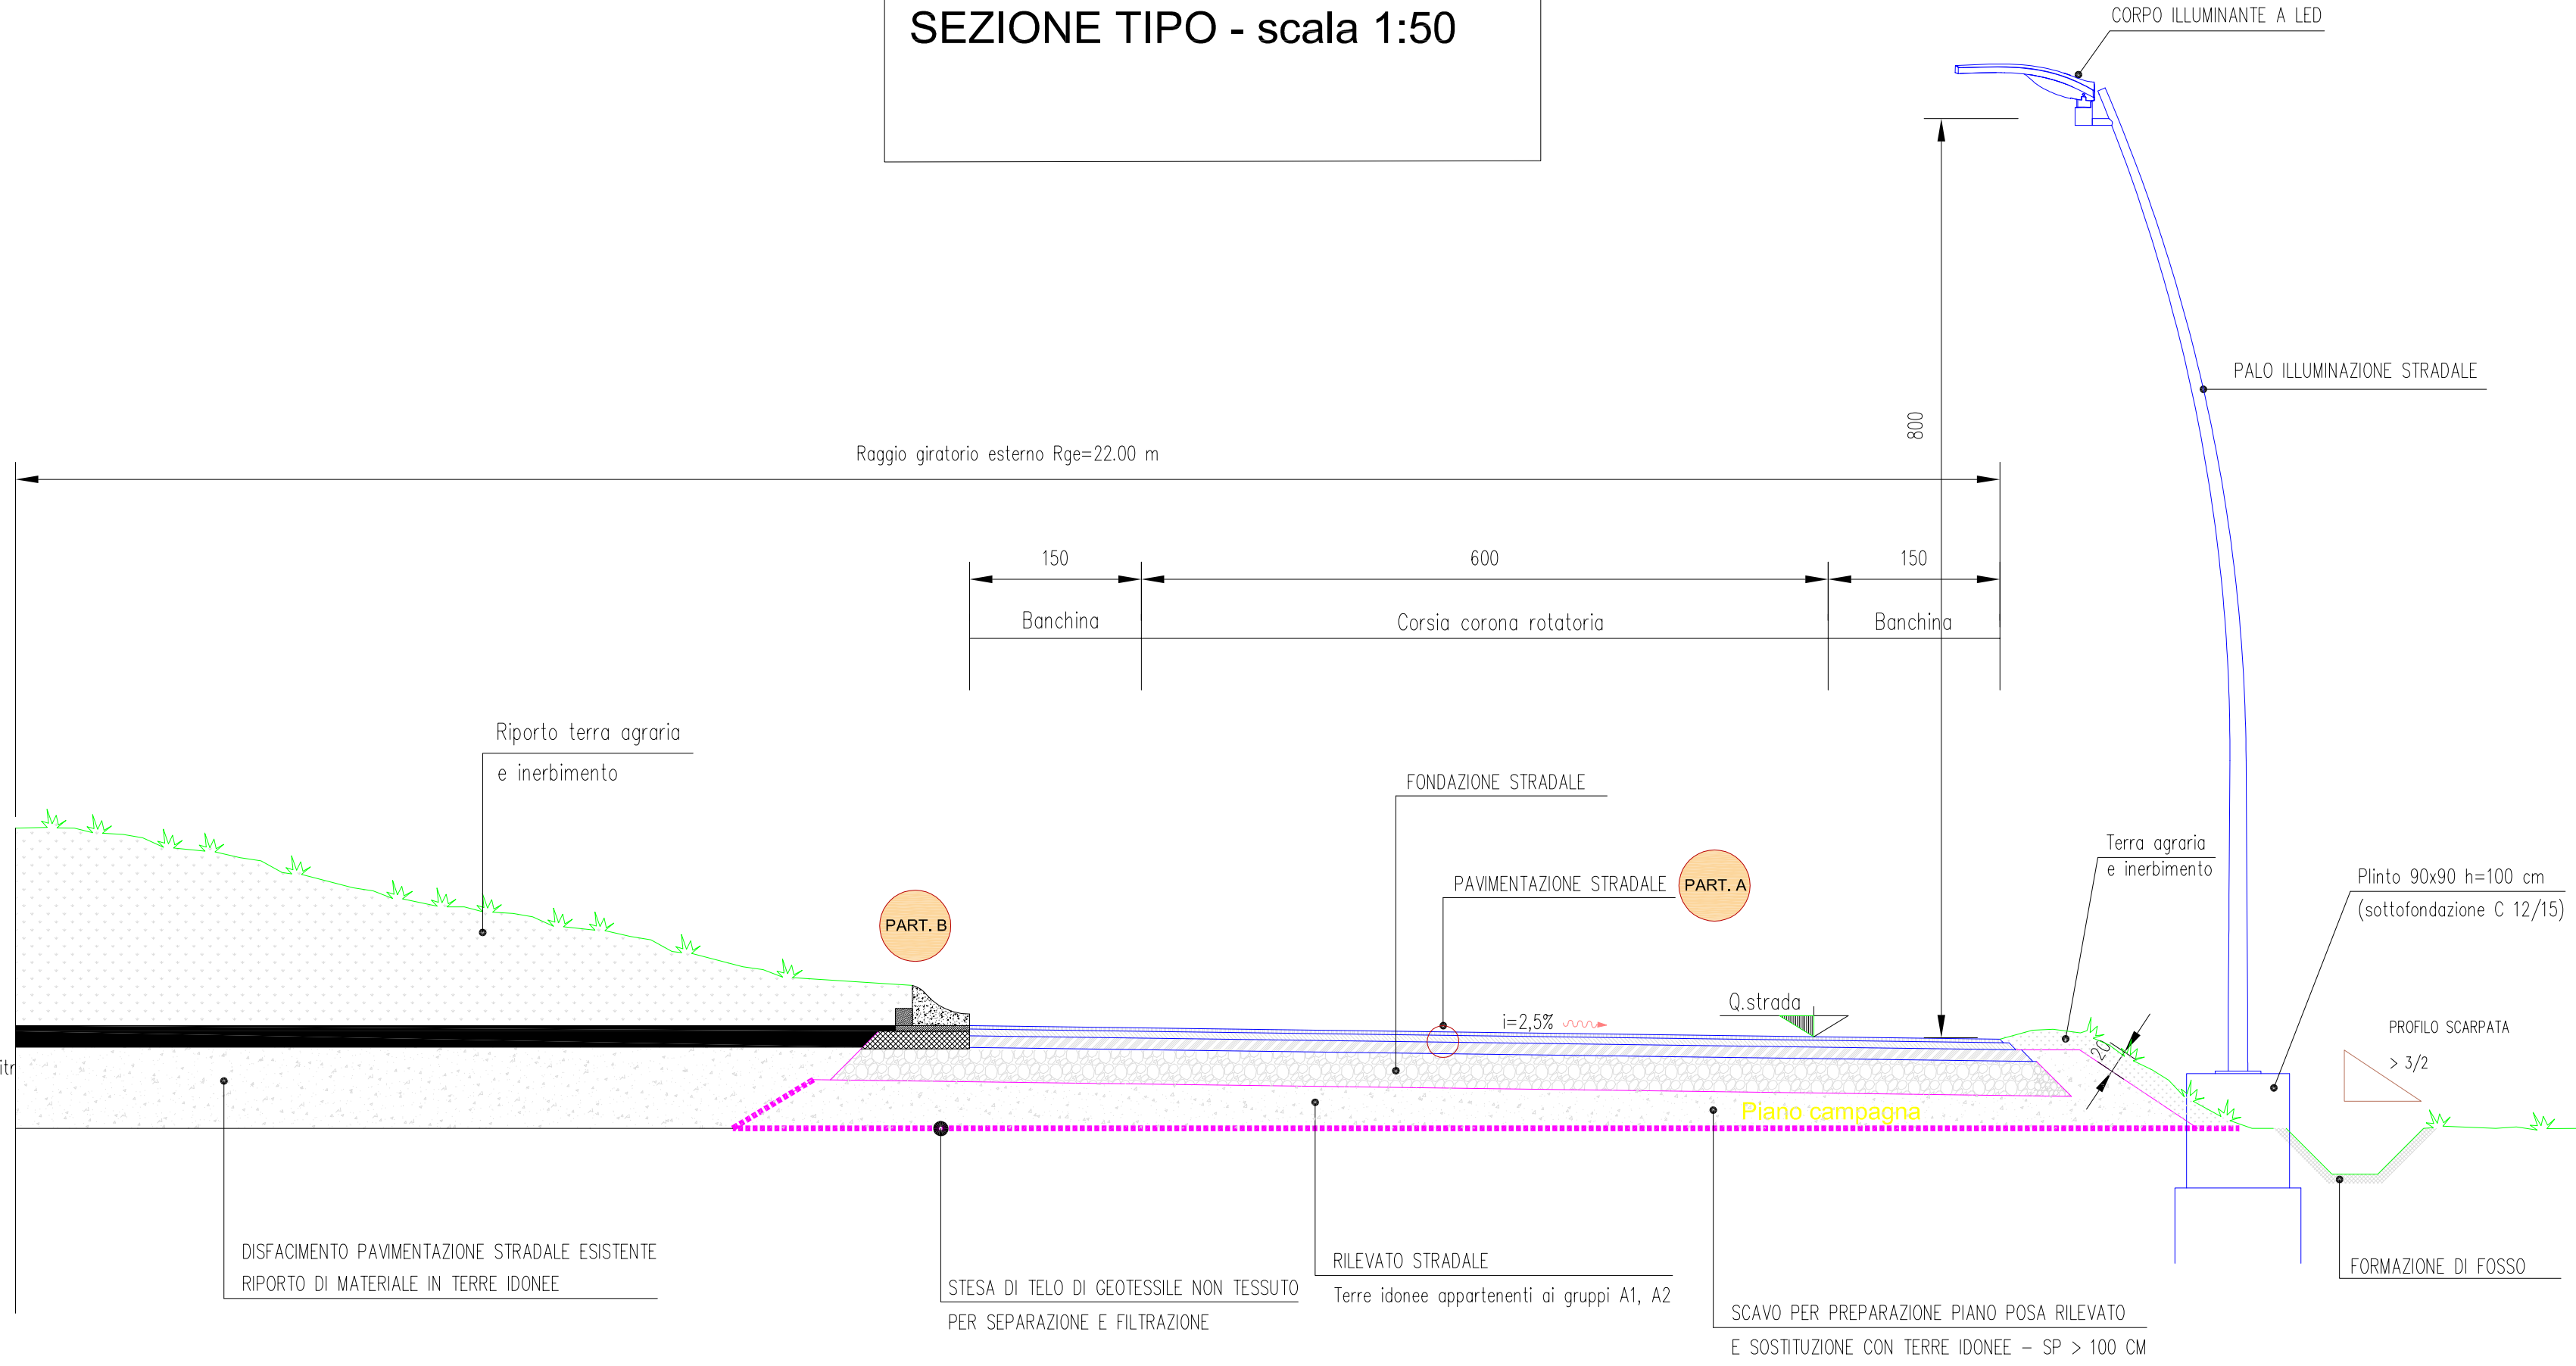 SEZIONE TIPO - scala 1:50
CORPO ILLUMINANTE A LED
PALO ILLUMINAZIONE STRADALE
800
Raggio giratorio esterno Rge=22.00 m
150
600
150
Banchina
Corsia corona rotatoria
Banchina
Riporto terra agraria
e inerbimento
FONDAZIONE STRADALE
PAVIMENTAZIONE STRADALE
PART. A
PART. B
Terra agraria
e inerbimento
Plinto 90x90 h=100 cm
(sottofondazione C 12/15)
Q.strada
i=2,5%
20
PROFILO SCARPATA
> 3/2
itr
Piano campagna
DISFACIMENTO PAVIMENTAZIONE STRADALE ESISTENTE
RIPORTO DI MATERIALE IN TERRE IDONEE
STESA DI TELO DI GEOTESSILE NON TESSUTO
PER SEPARAZIONE E FILTRAZIONE
RILEVATO STRADALE
Terre idonee appartenenti ai gruppi A1, A2
SCAVO PER PREPARAZIONE PIANO POSA RILEVATO
E SOSTITUZIONE CON TERRE IDONEE - SP > 100 CM
FORMAZIONE DI FOSSO